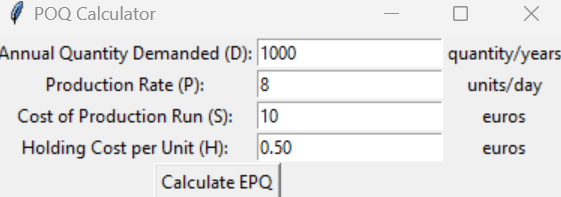 POQ Calculator
Annual Quantity Demanded (D): 1000 quantity/years
Production Rate (P): 8 units/day
Cost of Production Run (S): 10 euros
Holding Cost per Unit (H): 0.50 euros
Calculate EPQ